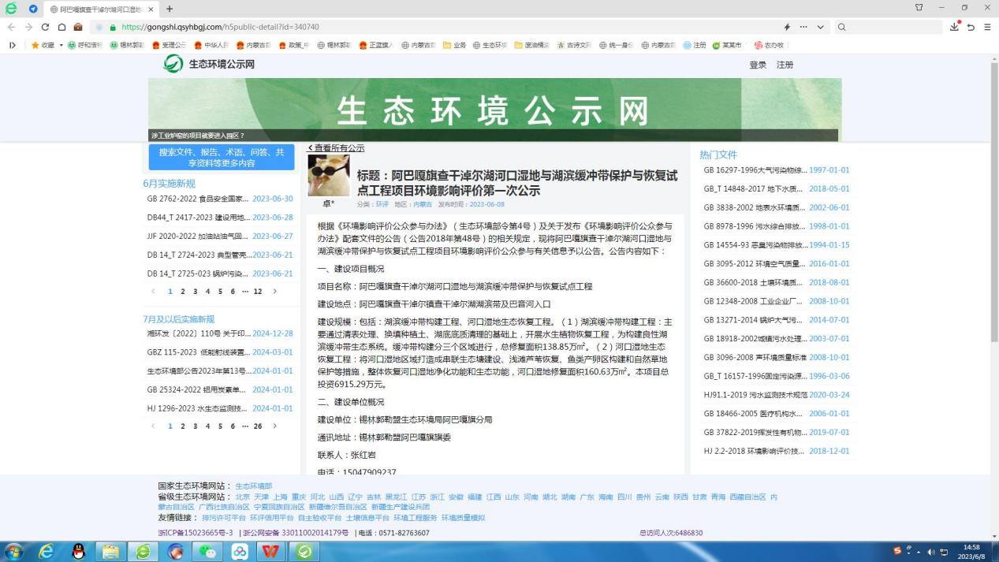 阿巴嘎旗查干淖尔湖河口湿地
https://gongshi.qsyhbgj.com/h5public-detail?id=340740
收藏 呼和浩特 锡林郭勒 受理公示 中华人民 内蒙古自 政策_中 锡林郭勒 正蓝旗人 内蒙古自 业务 生态环境 废油桶 古诗文网 统一身份 内蒙古自 注册 某某市 农办牧
生态环境公示网
登录 注册
生态环境公示网
涉工业炉窑的项目就要进入园区？
搜索文件、报告、术语、问答、共
享资料等更多内容
6月实施新规
GB 2762-2022 食品安全国家... 2023-06-30
DB44_T 2417-2023 建设用地... 2023-06-28
JJF 2020-2022 加油站油气回... 2023-06-27
DB 14_T 2724-2023 典型管壳... 2023-06-21
DB 14_T 2725-023 锅炉污染... 2023-06-21
1 2 3 4 5 6 ··· 12
7月及以后实施新规
湘环发〔2022〕110号 关于印... 2024-12-28
GBZ 115-2023 低能射线装置... 2024-03-01
生态环境部公告2023年第13号... 2024-01-01
GB 25324-2022 铝用炭素单... 2024-01-01
HJ 1296-2023 水生态监测技... 2024-01-01
1 2 3 4 5 6 ··· 26
查看所有公示
卓*
标题：阿巴嘎旗查干淖尔湖河口湿地与湖滨缓冲带保护与恢复试
点工程项目环境影响评价第一次公示
分类：环评 地区：内蒙古 发布时间：2023-06-08
根据《环境影响评价公众参与办法》（生态环境部令第4号）及关于发布《环境影响评价公众参与
办法》配套文件的公告（公告2018年第48号）的相关规定，现将阿巴嘎旗查干淖尔湖河口湿地与
湖滨缓冲带保护与恢复试点工程项目环境影响评价公众参与有关信息予以公告。公告内容如下：
一、建设项目概况
项目名称：阿巴嘎旗查干淖尔湖河口湿地与湖滨缓冲带保护与恢复试点工程
建设地点：阿巴嘎旗查干淖尔镇查干淖尔湖湖滨带及巴音河入口
建设规模：包括：湖滨缓冲带构建工程、河口湿地生态恢复工程。（1）湖滨缓冲带构建工程：主
要通过清表处理、换填种植土、湖底底质清理的基础上，开展水生植物恢复工程，为构建良性湖
滨缓冲带生态系统。缓冲带构建分三个区域进行，总修复面积138.85万㎡。（2）河口湿地生态
恢复工程：将河口湿地区域打造成串联生态塘建设、浅滩芦苇恢复、鱼类产卵区构建和自然草地
保护等措施，整体恢复河口湿地净化功能和生态功能，河口湿地修复面积160.63万㎡。本项目总
投资6915.29万元。
二、建设单位概况
建设单位：锡林郭勒盟生态环境局阿巴嘎旗分局
通讯地址：锡林郭勒盟阿巴嘎旗旗委
联系人：张红岩
电话：15047909237
热门文件
GB 16297-1996大气污染物综... 1997-01-01
GB_T 14848-2017 地下水质... 2018-05-01
GB 3838-2002 地表水环境质... 2002-06-01
GB 8978-1996 污水综合排放... 1998-01-01
GB 14554-93 恶臭污染物排放... 1994-01-15
GB 3095-2012 环境空气质量... 2016-01-01
GB 36600-2018 土壤环境质... 2018-08-01
GB 12348-2008 工业企业厂... 2008-10-01
GB 13271-2014 锅炉大气污... 2014-07-01
GB 18918-2002城镇污水处理... 2003-07-01
GB 3096-2008 声环境质量标准 2008-10-01
GB_T 16157-1996固定污染源... 1996-03-06
HJ91.1-2019 污水监测技术规范 2020-03-24
GB 18466-2005 医疗机构水... 2006-01-01
GB 37822-2019挥发性有机物... 2019-07-01
HJ 2.2-2018 环境影响评价技... 2018-12-01
国家生态环境网站： 生态环境部
省级生态环境网站： 北京 天津 上海 重庆 河北 山西 辽宁 吉林 黑龙江 江苏 浙江 安徽 福建 江西 山东 河南 湖北 湖南 广东 海南 四川 贵州 云南 陕西 甘肃 青海 西藏自治区 内
蒙古自治区 广西壮族自治区 宁夏回族自治区 新疆维尔吾自治区 新疆生产建设兵团
友情链接： 排污许可平台 环评信用平台 自主验收平台 土壤信息平台 环境工程服务 环境质量模拟
浙ICP备15023665号-3 | 浙公网安备 33011002014179号 | 电话：0571-82763607
总访问人次:6486830
14:58
2023/6/8